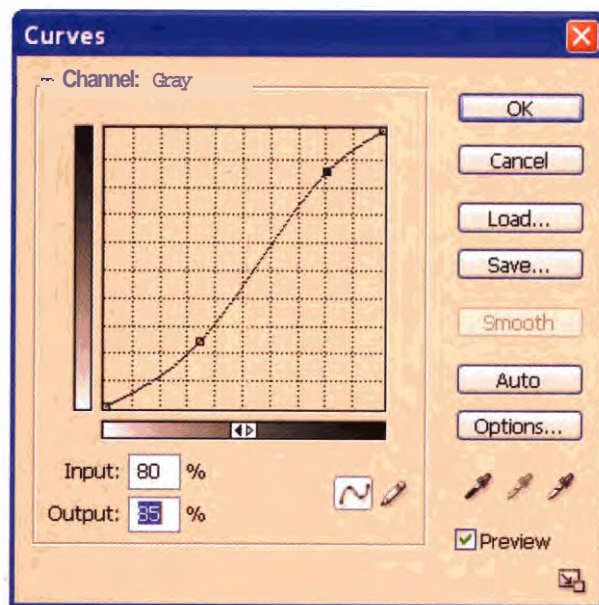 Curves
Channel: Gray
OK
Cancel
Load...
Save...
Smooth
Auto
Options...
Input: 80 %
Output: 85 %
Preview